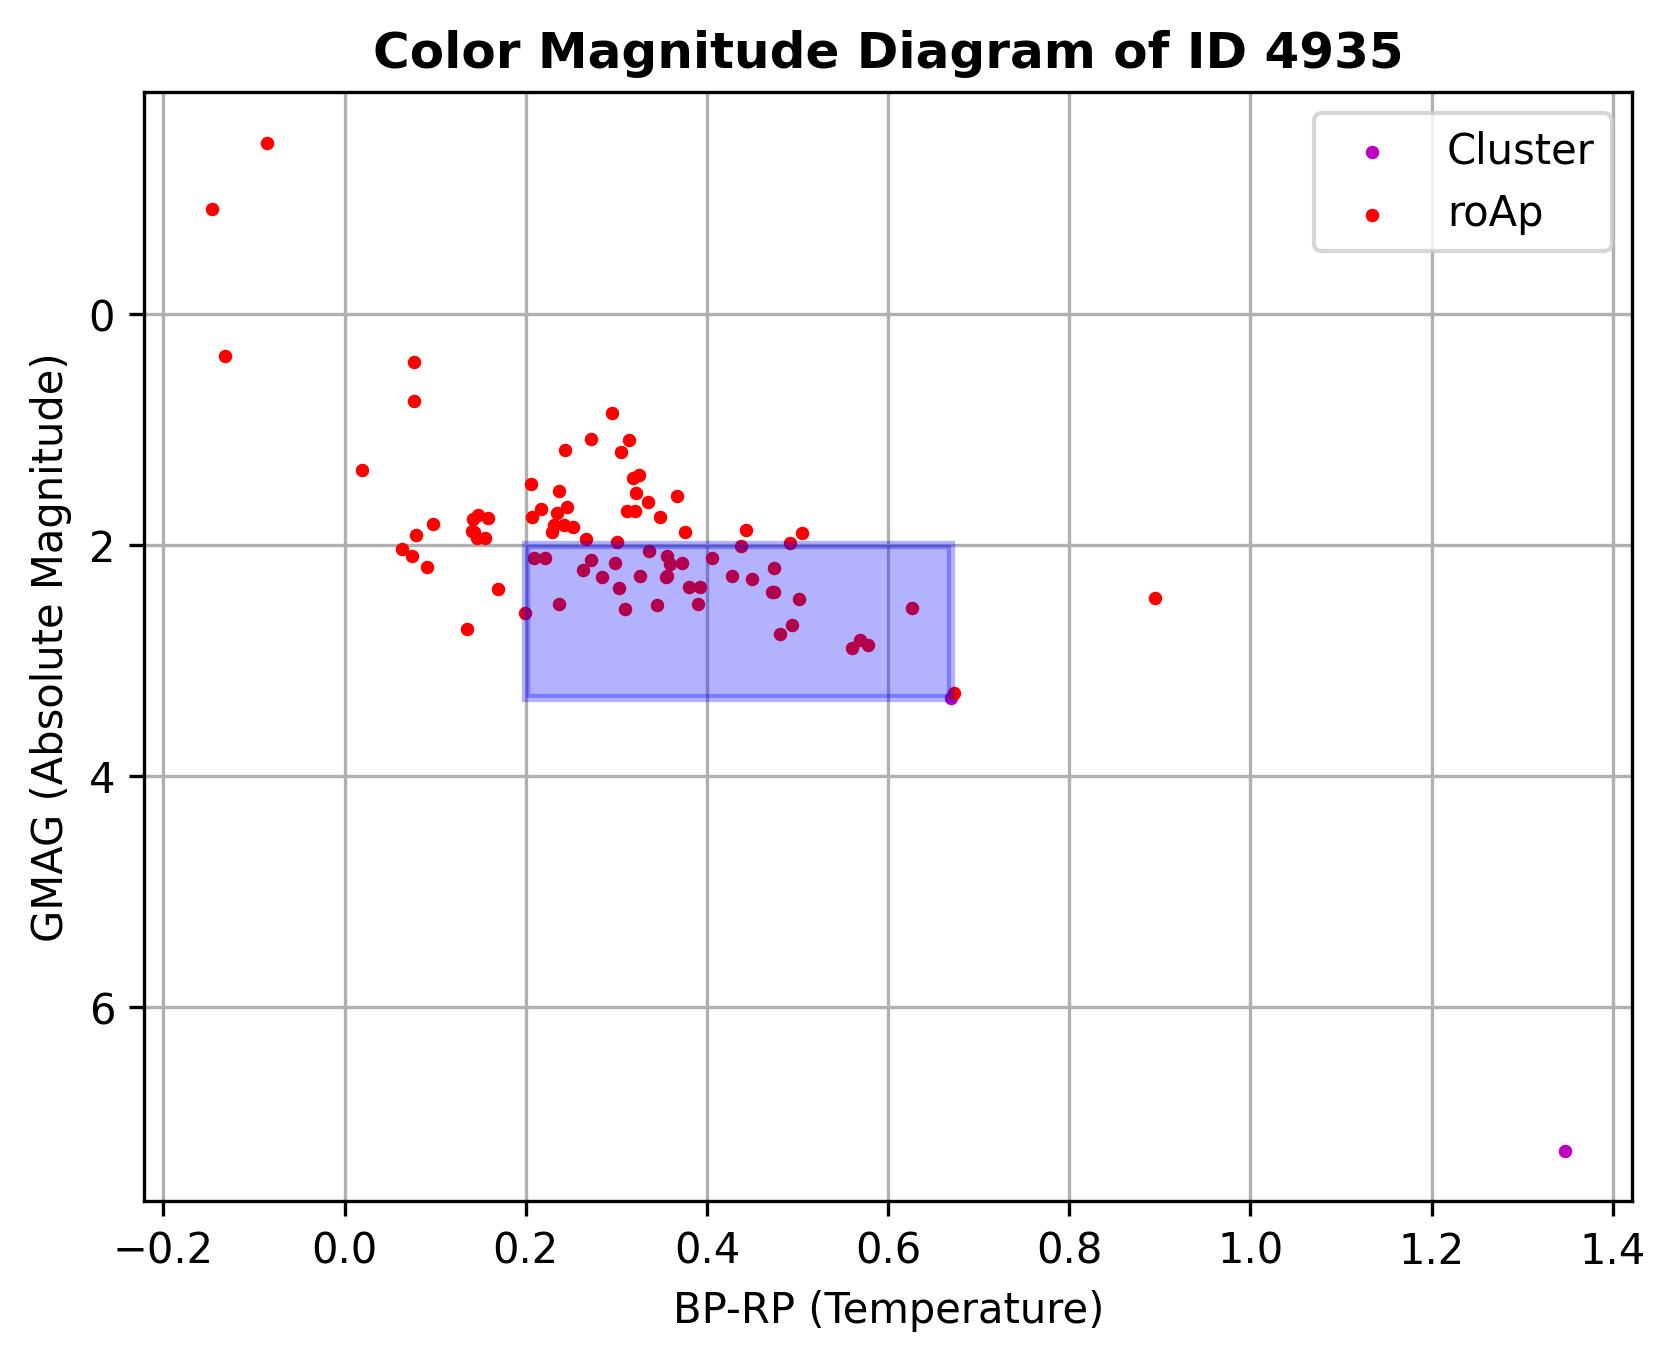 Color Magnitude Diagram of ID 4935
Cluster
roAp
GMAG (Absolute Magnitude)
0
2
4
6
−0.2 0.0 0.2 0.4 0.6 0.8 1.0 1.2 1.4
BP-RP (Temperature)